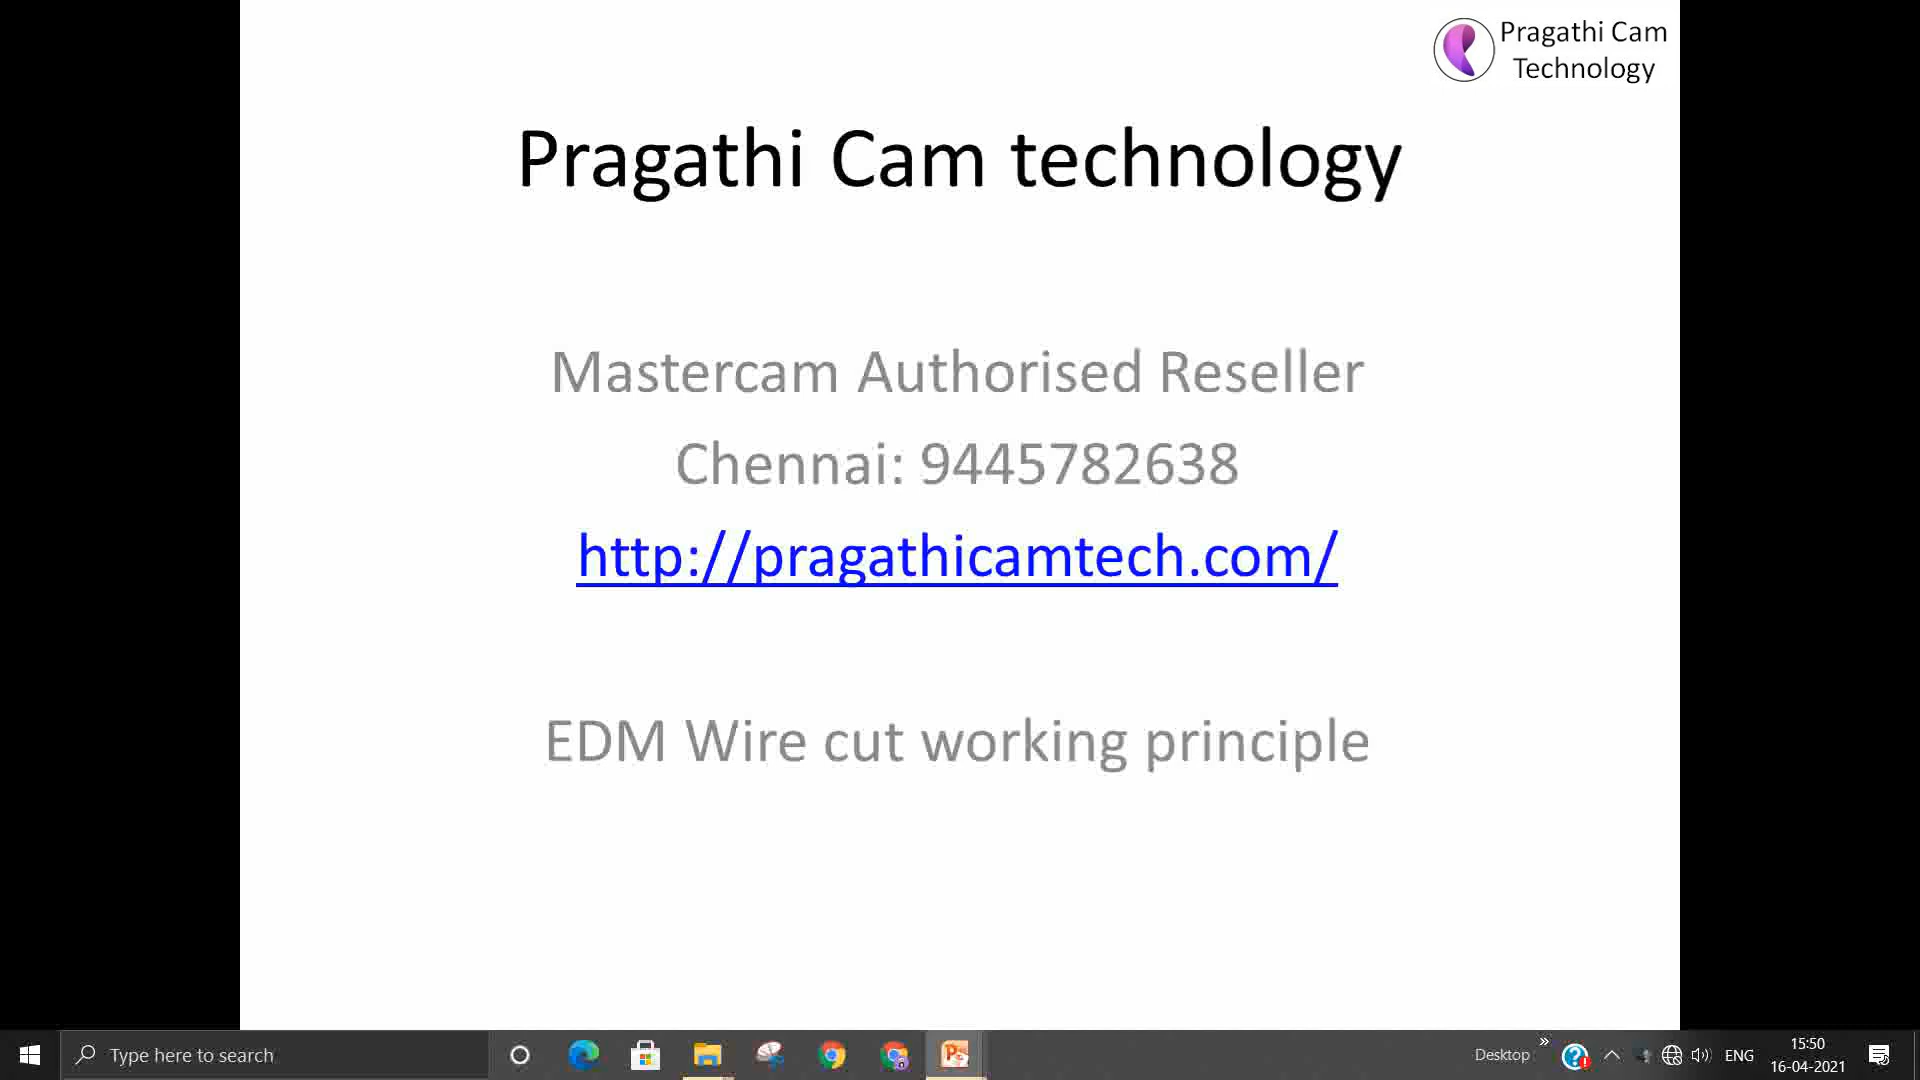 Pragathi Cam
Technology
Pragathi Cam technology
Mastercam Authorised Reseller
Chennai: 9445782638
http://pragathicamtech.com/
EDM Wire cut working principle
Type here to search
Desktop
ENG
15:50
16-04-2021